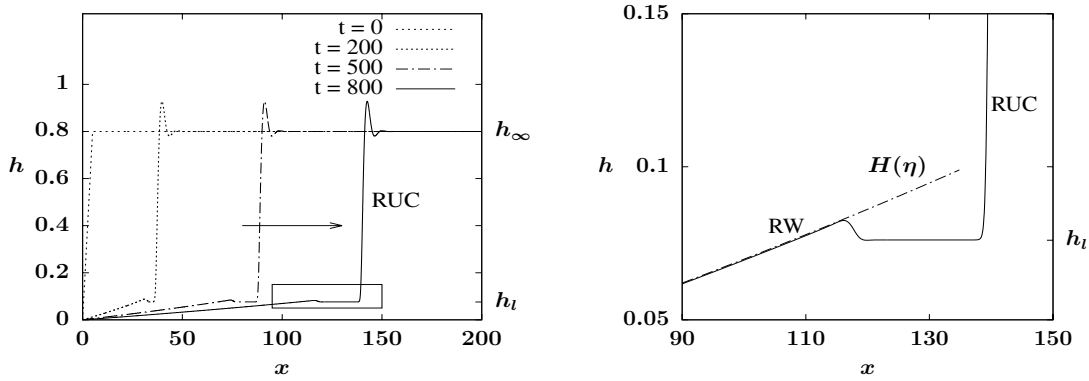 t = 0
t = 200
t = 500
t = 800
1
0.8
0.6
0.4
0.2
0
h
h∞
hl
RUC
0 50 100 150 200
x
0.15
0.1
0.05
h
RUC
H(η)
RW
hl
90 110 130 150
x